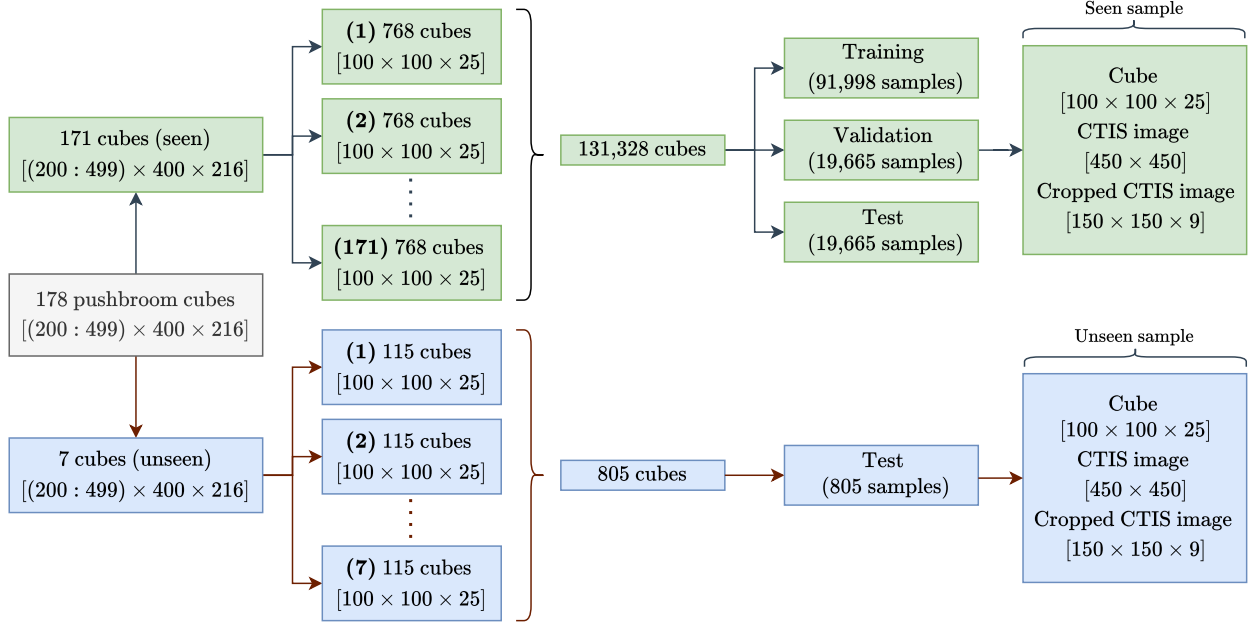 178 pushbroom cubes
[(200 : 499) × 400 × 216]
171 cubes (seen)
[(200 : 499) × 400 × 216]
(1) 768 cubes
[100 × 100 × 25]
(2) 768 cubes
[100 × 100 × 25]
(171) 768 cubes
[100 × 100 × 25]
131,328 cubes
Training
(91,998 samples)
Validation
(19,665 samples)
Test
(19,665 samples)
Seen sample
Cube
[100 × 100 × 25]
CTIS image
[450 × 450]
Cropped CTIS image
[150 × 150 × 9]
7 cubes (unseen)
[(200 : 499) × 400 × 216]
(1) 115 cubes
[100 × 100 × 25]
(2) 115 cubes
[100 × 100 × 25]
(7) 115 cubes
[100 × 100 × 25]
805 cubes
Test
(805 samples)
Unseen sample
Cube
[100 × 100 × 25]
CTIS image
[450 × 450]
Cropped CTIS image
[150 × 150 × 9]